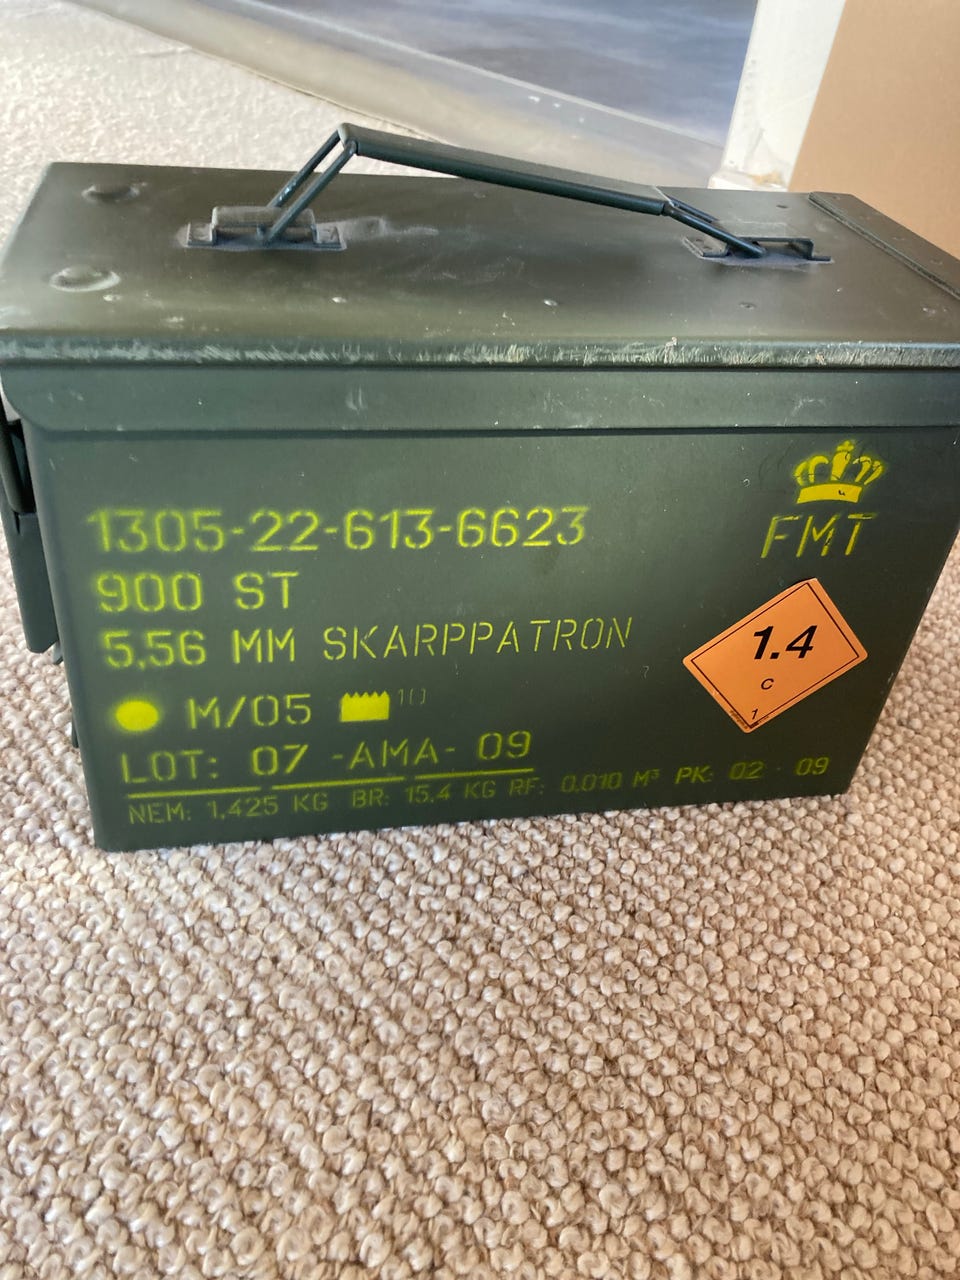 1305-22-613-6623
900 ST
5,56 MM SKARPPATRON
M/05 10
LOT: 07 -AMA- 09
NEM: 1,425 KG BR: 15,4 KG RF: 0,010 M³ PK: 02 - 09
FMT
1.4
C
1